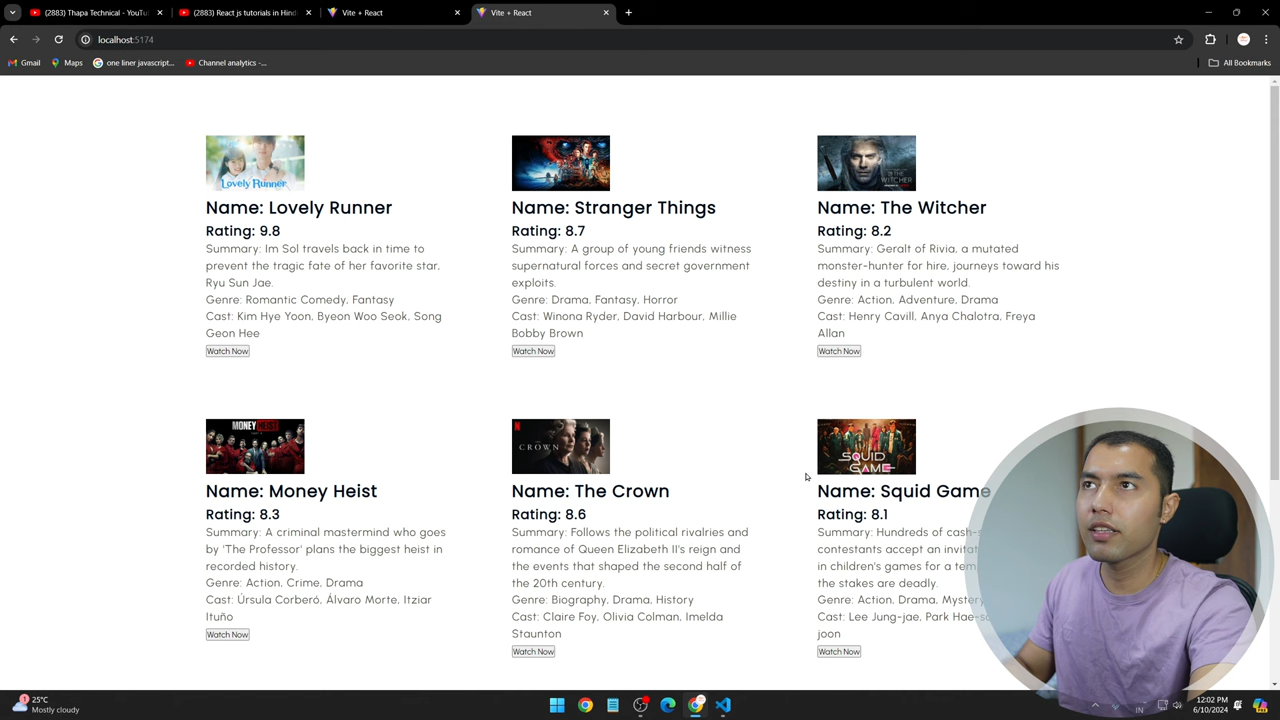 (2883) Thapa Technical - YouTu
(2883) React js tutorials in Hind
Vite + React
Vite + React
localhost:5174
Gmail
Maps
one liner javascript...
Channel analytics -...
All Bookmarks
Lovely Runner
THE WITCHER
Name: Lovely Runner
Name: Stranger Things
Name: The Witcher
Rating: 9.8
Rating: 8.7
Rating: 8.2
Summary: Im Sol travels back in time to
prevent the tragic fate of her favorite star,
Ryu Sun Jae.
Genre: Romantic Comedy, Fantasy
Cast: Kim Hye Yoon, Byeon Woo Seok, Song
Geon Hee
Watch Now
Summary: A group of young friends witness
supernatural forces and secret government
exploits.
Genre: Drama, Fantasy, Horror
Cast: Winona Ryder, David Harbour, Millie
Bobby Brown
Watch Now
Summary: Geralt of Rivia, a mutated
monster-hunter for hire, journeys toward his
destiny in a turbulent world.
Genre: Action, Adventure, Drama
Cast: Henry Cavill, Anya Chalotra, Freya
Allan
Watch Now
MONEY HEIST
N
CROWN
SQUID
GAME
Name: Money Heist
Name: The Crown
Name: Squid Game
Rating: 8.3
Rating: 8.6
Rating: 8.1
Summary: A criminal mastermind who goes
by 'The Professor' plans the biggest heist in
recorded history.
Genre: Action, Crime, Drama
Cast: Úrsula Corberó, Álvaro Morte, Itziar
Ituño
Watch Now
Summary: Follows the political rivalries and
romance of Queen Elizabeth II's reign and
the events that shaped the second half of
the 20th century.
Genre: Biography, Drama, History
Cast: Claire Foy, Olivia Colman, Imelda
Staunton
Watch Now
Summary: Hundreds of cash-s
contestants accept an invitat
in children's games for a tem
the stakes are deadly.
Genre: Action, Drama, Mystery
Cast: Lee Jung-jae, Park Hae-s
joon
Watch Now
1
25°C
Mostly cloudy
IN
12:02 PM
6/10/2024